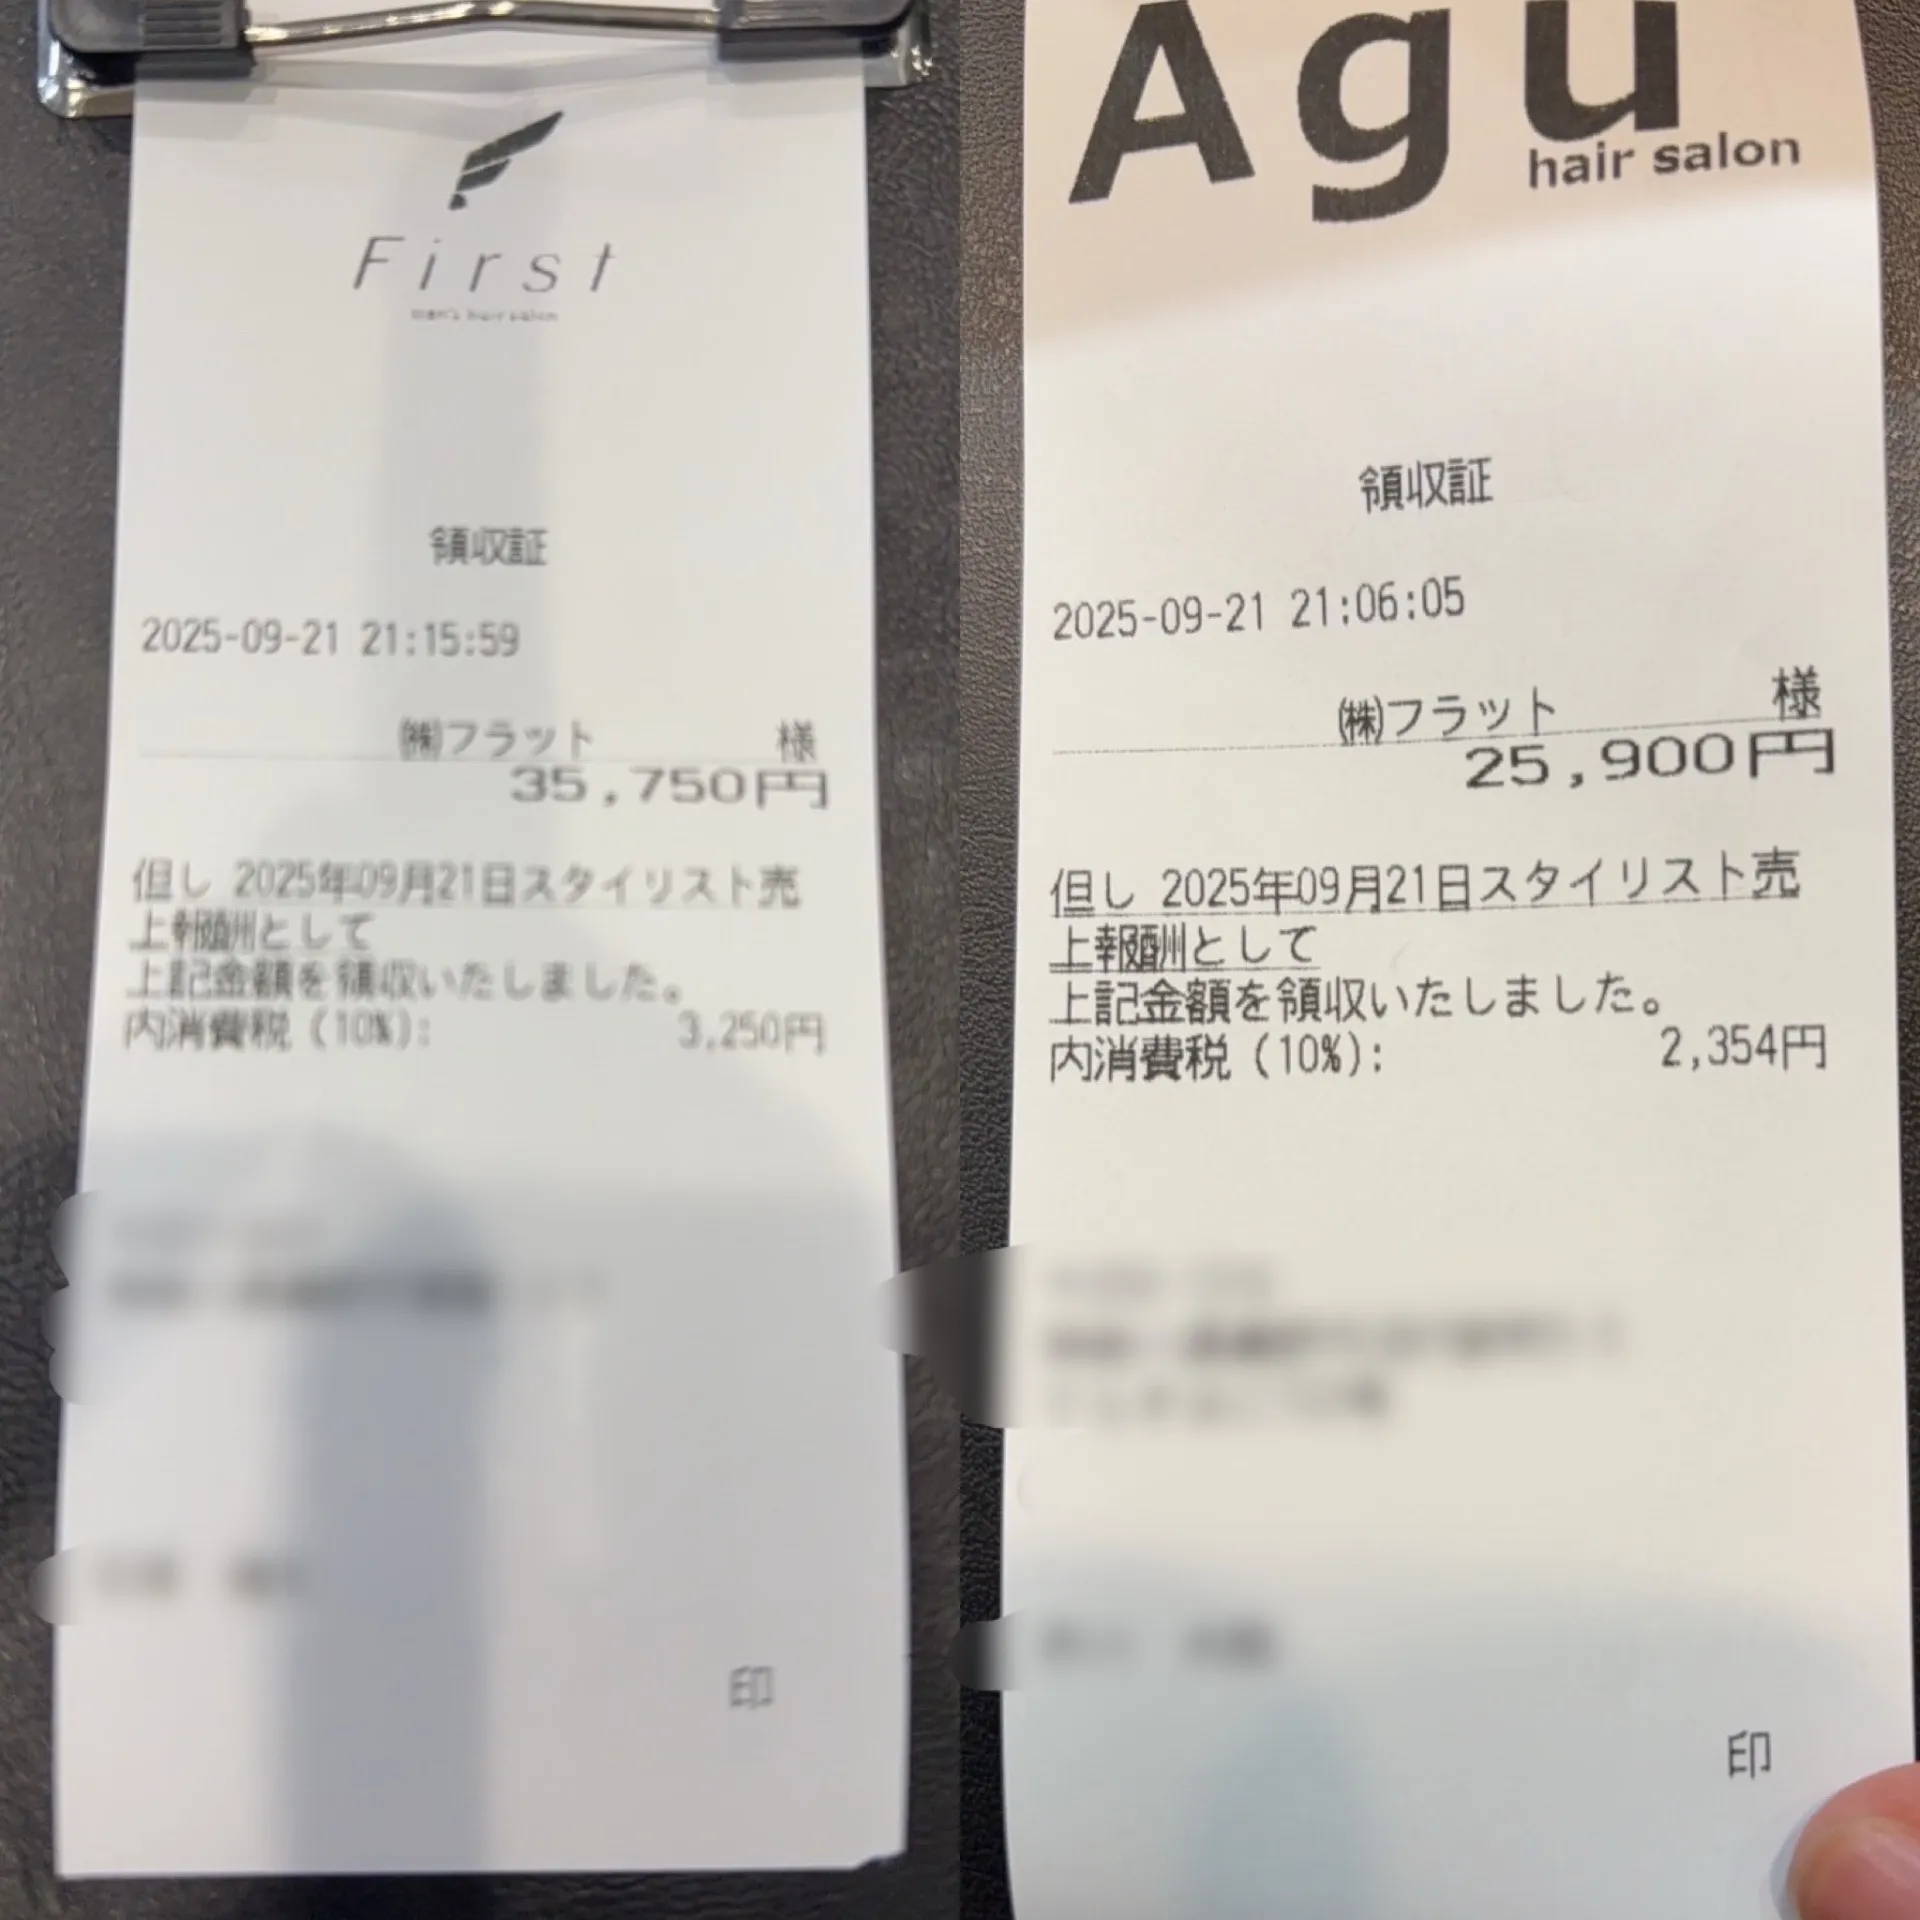 First
men's hair salon
領収証
2025-09-21 21:15:59
㈱フラット 様
35,750円
但し 2025年09月21日スタイリスト売
上報酬として
上記金額を領収いたしました。
内消費税(10%): 3,250円
印
Agu
hair salon
領収証
2025-09-21 21:06:05
㈱フラット 様
25,900円
但し 2025年09月21日スタイリスト売
上報酬として
上記金額を領収いたしました。
内消費税(10%): 2,354円
印